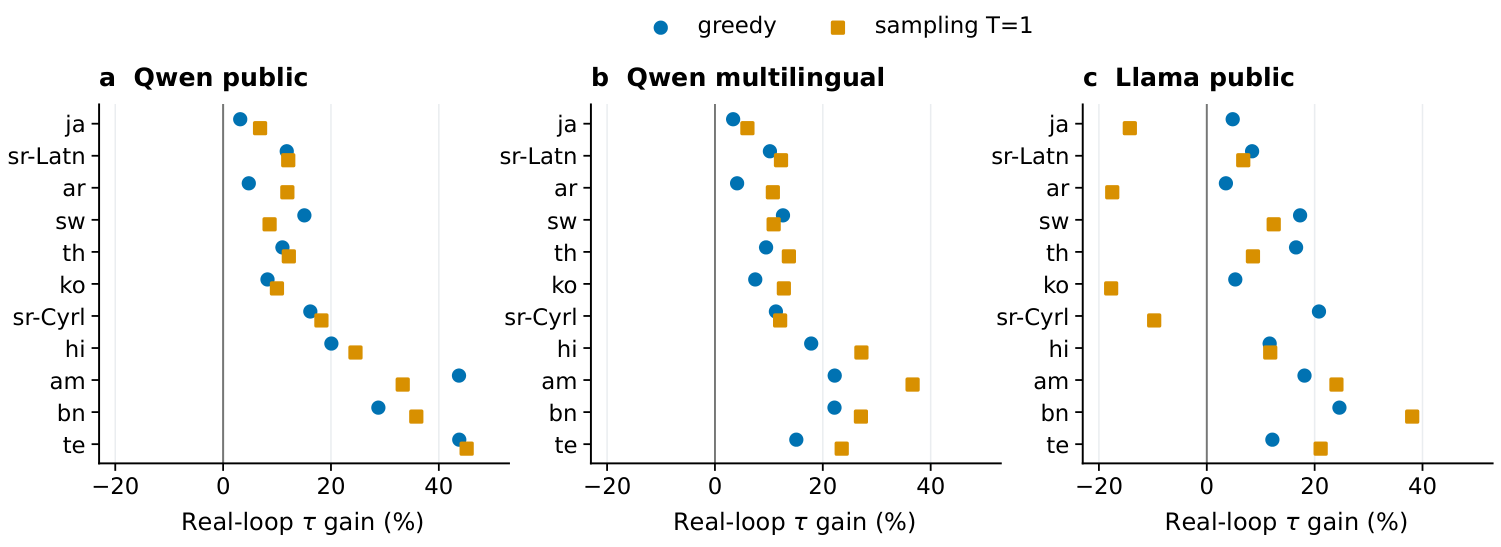 greedy sampling T=1
a Qwen public
ja
sr-Latn
ar
sw
th
ko
sr-Cyrl
hi
am
bn
te
−20 0 20 40
Real-loop τ gain (%)
b Qwen multilingual
ja
sr-Latn
ar
sw
th
ko
sr-Cyrl
hi
am
bn
te
−20 0 20 40
Real-loop τ gain (%)
c Llama public
ja
sr-Latn
ar
sw
th
ko
sr-Cyrl
hi
am
bn
te
−20 0 20 40
Real-loop τ gain (%)